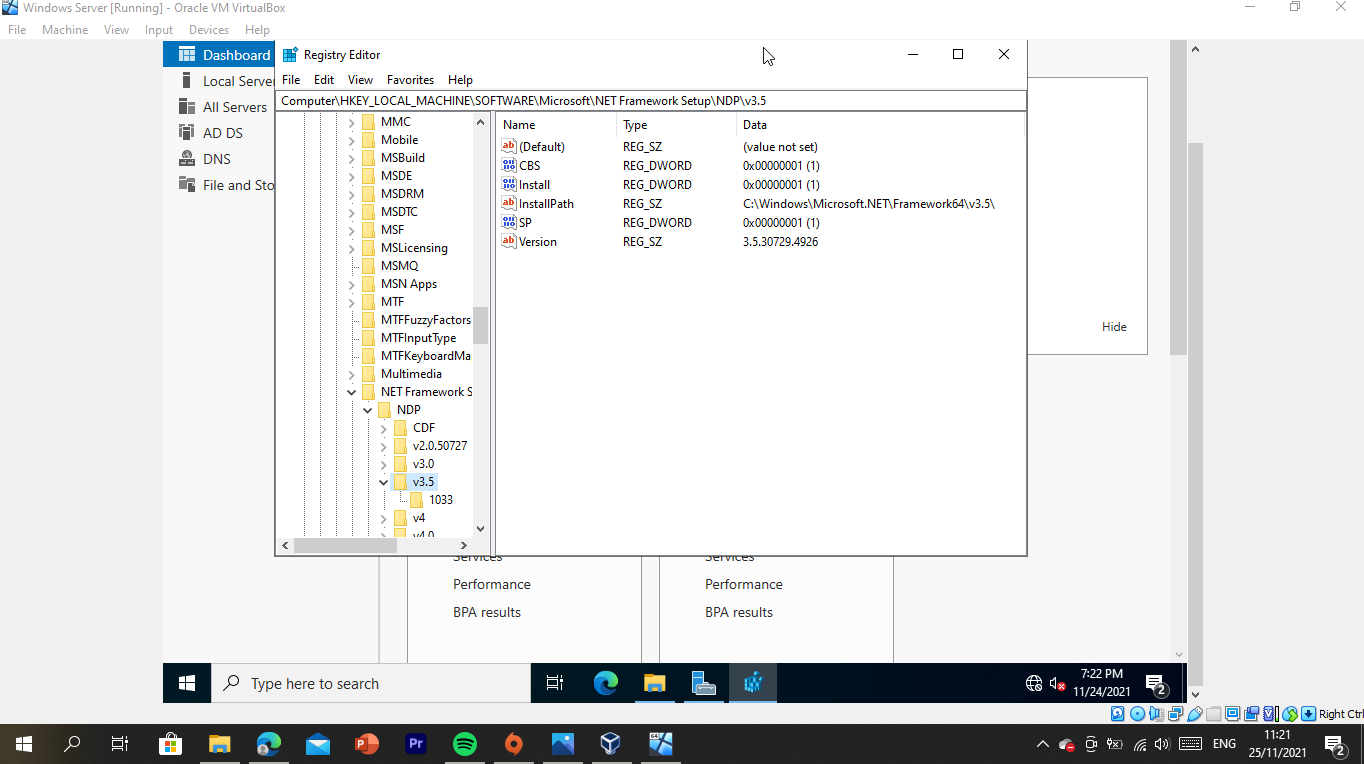 Windows Server [Running] - Oracle VM VirtualBox
File Machine View Input Devices Help
Dashboard
Local Server
All Servers
AD DS
DNS
File and Sto
Registry Editor
File Edit View Favorites Help
Computer\HKEY_LOCAL_MACHINE\SOFTWARE\Microsoft\NET Framework Setup\NDP\v3.5
MMC
Mobile
MSBuild
MSDE
MSDRM
MSDTC
MSF
MSLicensing
MSMQ
MSN Apps
MTF
MTFFuzzyFactors
MTFInputType
MTFKeyboardMa
Multimedia
NET Framework S
NDP
CDF
v2.0.50727
v3.0
v3.5
1033
v4
v4.0
Name Type Data
ab (Default) REG_SZ (value not set)
CBS REG_DWORD 0x00000001 (1)
Install REG_DWORD 0x00000001 (1)
ab InstallPath REG_SZ C:\Windows\Microsoft.NET\Framework64\v3.5\
SP REG_DWORD 0x00000001 (1)
ab Version REG_SZ 3.5.30729.4926
Hide
Services Services
Performance Performance
BPA results BPA results
Type here to search
7:22 PM
11/24/2021
2
Right Ctrl
P Pr
ENG
11:21
25/11/2021
2